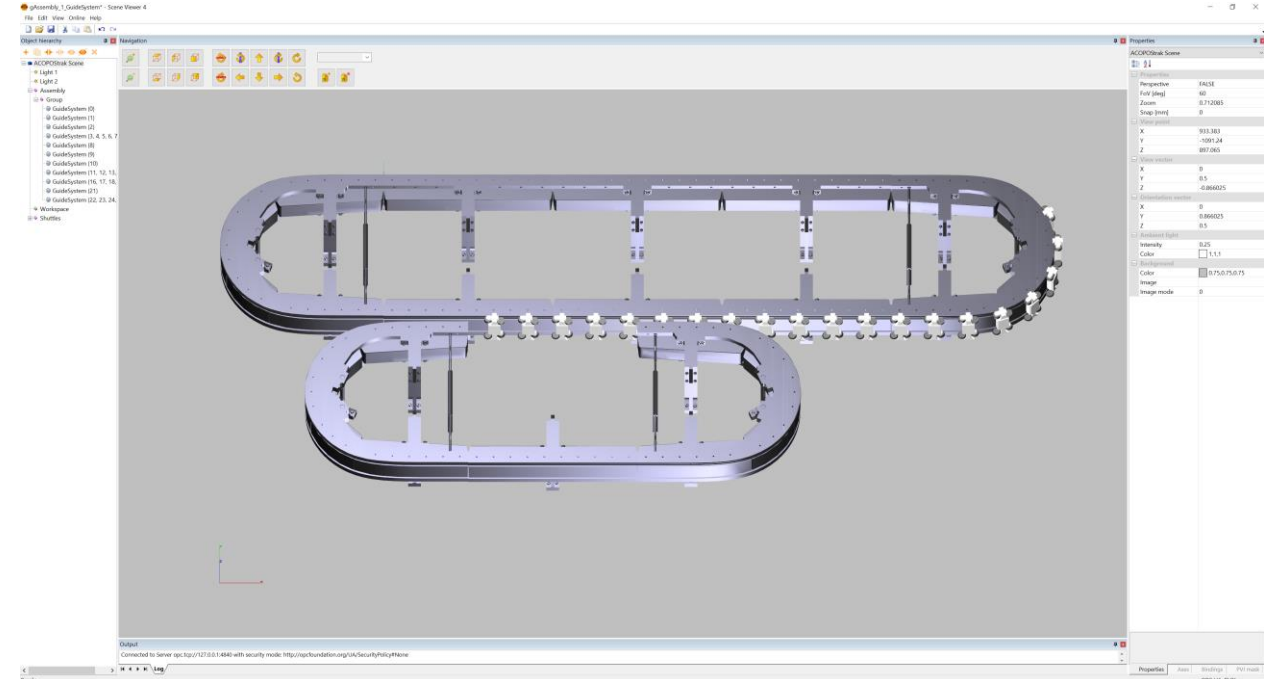 gAssembly_1_GuideSystem* - Scene Viewer 4
File Edit View Online Help
Object hierarchy
Navigation
Properties
ACOPOStrak Scene
Light 1
Light 2
Assembly
Group
GuideSystem (0)
GuideSystem (1)
GuideSystem (2)
GuideSystem (3, 4, 5, 6, 7
GuideSystem (8)
GuideSystem (9)
GuideSystem (10)
GuideSystem (11, 12, 13,
GuideSystem (16, 17, 18,
GuideSystem (21)
GuideSystem (22, 23, 24,
Workspace
Shuttles
ACOPOStrak Scene
Properties
Perspective FALSE
FoV [deg] 60
Zoom 0.712085
Snap [mm] 0
View point
X 933.383
Y -1091.24
Z 897.065
View vector
X 0
Y 0.5
Z -0.866025
Orientation vector
X 0
Y 0.866025
Z 0.5
Ambient light
Intensity 0.25
Color 1,1,1
Background
Color 0.75,0.75,0.75
Image
Image mode 0
Output
Connected to Server opc.tcp://127.0.0.1:4840 with security mode: http://opcfoundation.org/UA/SecurityPolicy#None
Log
Properties Axes Bindings PVI mode